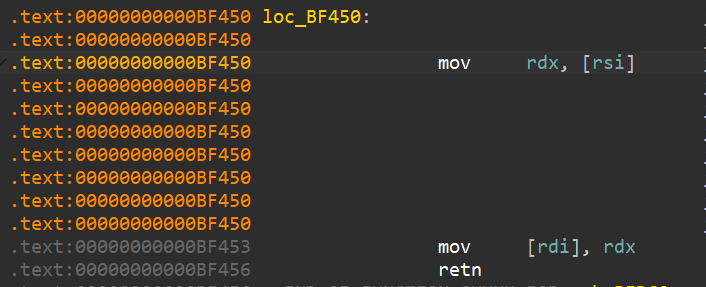 .text:00000000000BF450 loc_BF450:
.text:00000000000BF450
.text:00000000000BF450 mov rdx, [rsi]
.text:00000000000BF450
.text:00000000000BF450
.text:00000000000BF450
.text:00000000000BF450
.text:00000000000BF450
.text:00000000000BF450
.text:00000000000BF450
.text:00000000000BF453 mov [rdi], rdx
.text:00000000000BF456 retn